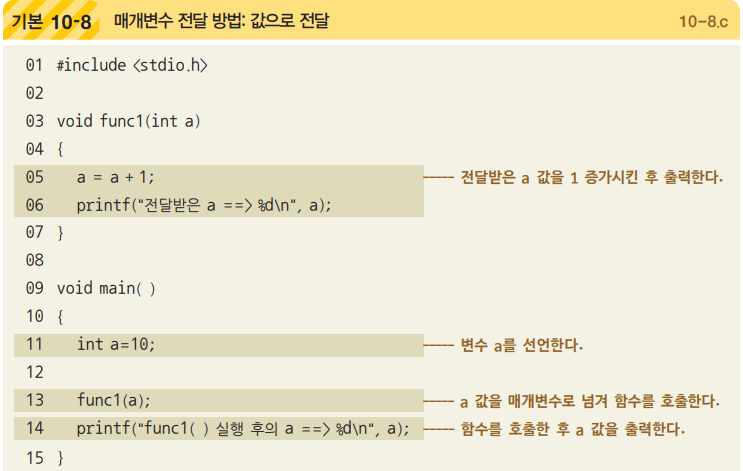 기본 10-8 매개변수 전달 방법: 값으로 전달 10-8.c
01 #include <stdio.h>
02
03 void func1(int a)
04 {
05 a = a + 1; 전달받은 a 값을 1 증가시킨 후 출력한다.
06 printf("전달받은 a ==> %d\n", a);
07 }
08
09 void main( )
10 {
11 int a=10; 변수 a를 선언한다.
12
13 func1(a); a 값을 매개변수로 넘겨 함수를 호출한다.
14 printf("func1( ) 실행 후의 a ==> %d\n", a); 함수를 호출한 후 a 값을 출력한다.
15 }